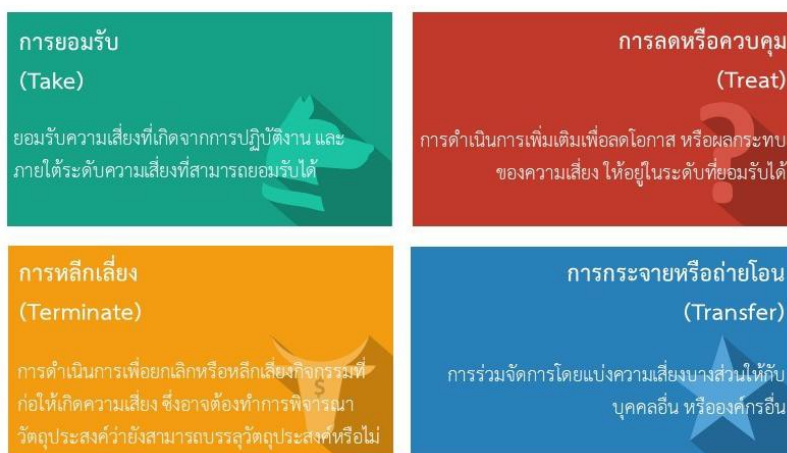 การยอมรับ
(Take)
ยอมรับความเสี่ยงที่เกิดจากการปฏิบัติงาน และ
ภายใต้ระดับความเสี่ยงที่สามารถยอมรับได้
การลดหรือควบคุม
(Treat)
การดำเนินการเพิ่มเติมเพื่อลดโอกาส หรือผลกระทบ
ของความเสี่ยง ให้อยู่ในระดับที่ยอมรับได้
การหลีกเลี่ยง
(Terminate)
การดำเนินการเพื่อยกเลิกหรือหลีกเลี่ยงกิจกรรมที่
ก่อให้เกิดความเสี่ยง ซึ่งอาจต้องทำการพิจารณา
วัตถุประสงค์ว่ายังสามารถบรรลุวัตถุประสงค์หรือไม่
$
การกระจายหรือถ่ายโอน
(Transfer)
การร่วมจัดการโดยแบ่งความเสี่ยงบางส่วนให้กับ
บุคคลอื่น หรือองค์กรอื่น
?